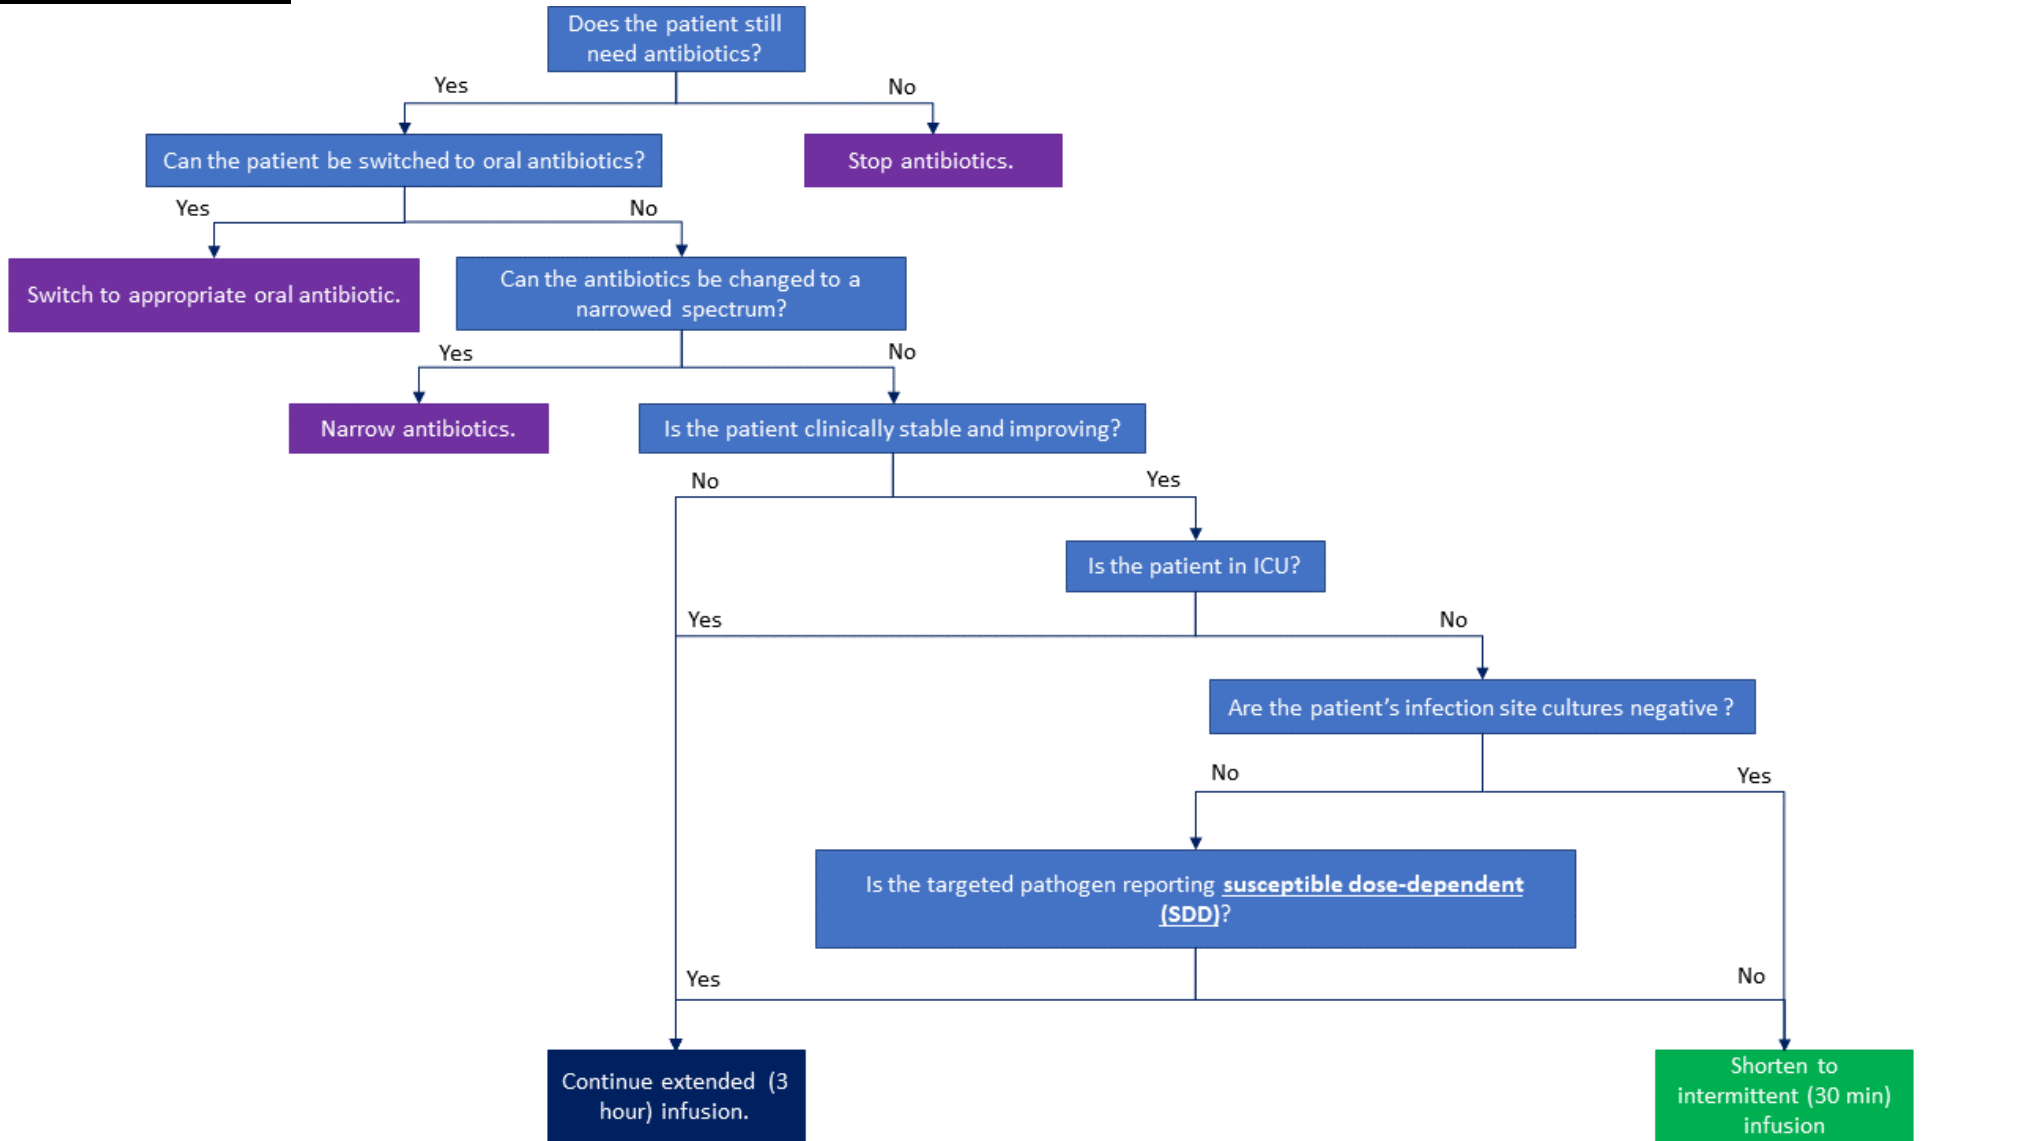 Does the patient still
need antibiotics?
Yes
No
Can the patient be switched to oral antibiotics?
Stop antibiotics.
Yes
No
Switch to appropriate oral antibiotic.
Can the antibiotics be changed to a
narrowed spectrum?
Yes
No
Narrow antibiotics.
Is the patient clinically stable and improving?
No
Yes
Is the patient in ICU?
Yes
No
Are the patient’s infection site cultures negative ?
No
Yes
Is the targeted pathogen reporting susceptible dose-dependent
(SDD)?
Yes
No
Continue extended (3
hour) infusion.
Shorten to
intermittent (30 min)
infusion